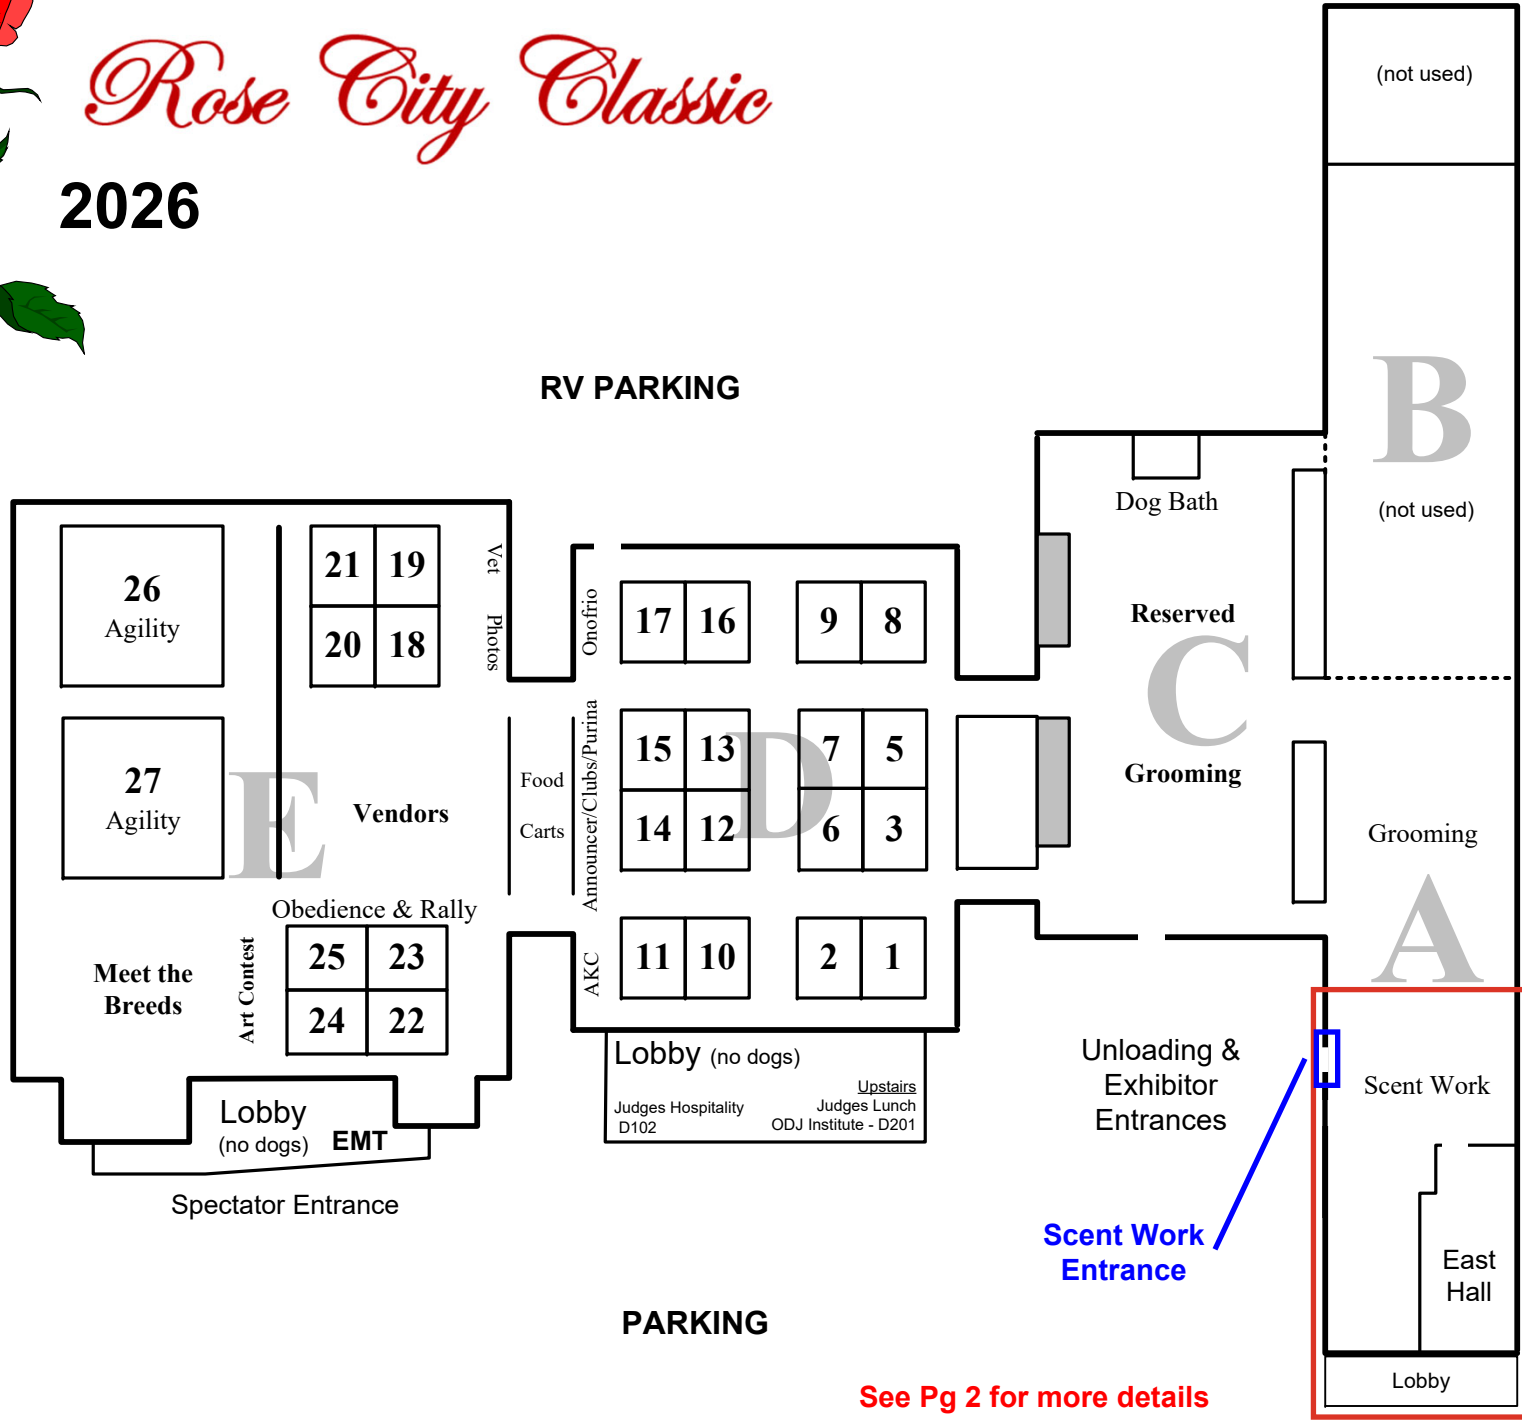 Rose City Classic
2026
(not used)
RV PARKING
B
(not used)
Dog Bath
Reserved
C
Grooming
Grooming
A
26
Agility
27
Agility
E
21 19
20 18
Vet
Photos
Vendors
Food
Carts
Obedience & Rally
Art Contest
25 23
24 22
Meet the
Breeds
Onofrio
Announcer/Clubs/Purina
AKC
17 16
9 8
15 13
14 12
D
7 5
6 3
11 10
2 1
Lobby (no dogs)
Judges Hospitality
D102
Upstairs
Judges Lunch
ODJ Institute - D201
Lobby
(no dogs)
EMT
Spectator Entrance
Unloading &
Exhibitor
Entrances
Scent Work
Scent Work
Entrance
East
Hall
Lobby
PARKING
See Pg 2 for more details